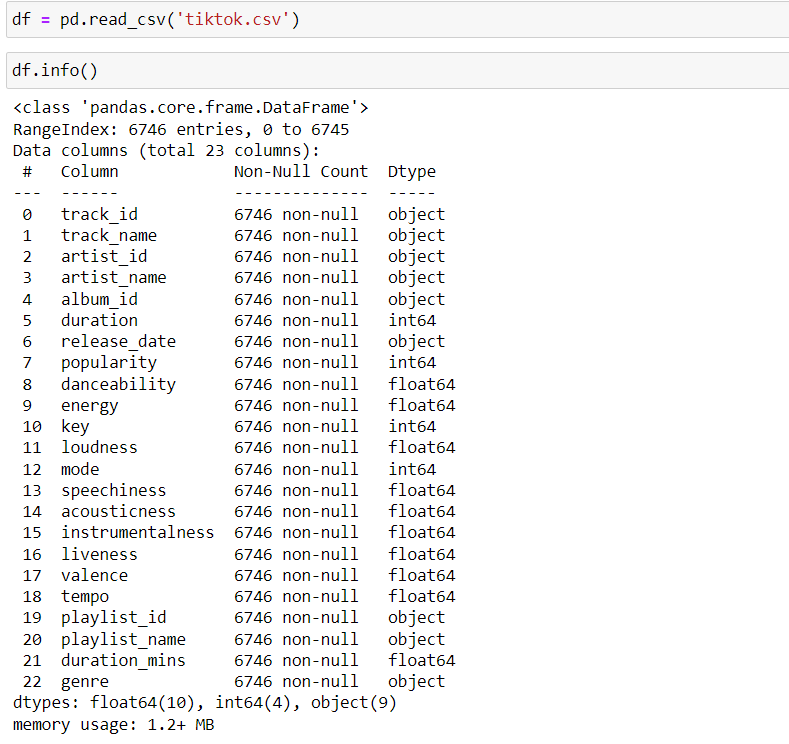 df = pd.read_csv('tiktok.csv')
df.info()
<class 'pandas.core.frame.DataFrame'>
RangeIndex: 6746 entries, 0 to 6745
Data columns (total 23 columns):
 #   Column            Non-Null Count  Dtype
---  ------            --------------  -----
 0   track_id          6746 non-null   object
 1   track_name        6746 non-null   object
 2   artist_id         6746 non-null   object
 3   artist_name       6746 non-null   object
 4   album_id          6746 non-null   object
 5   duration          6746 non-null   int64
 6   release_date      6746 non-null   object
 7   popularity        6746 non-null   int64
 8   danceability      6746 non-null   float64
 9   energy            6746 non-null   float64
 10  key               6746 non-null   int64
 11  loudness          6746 non-null   float64
 12  mode              6746 non-null   int64
 13  speechiness       6746 non-null   float64
 14  acousticness      6746 non-null   float64
 15  instrumentalness  6746 non-null   float64
 16  liveness          6746 non-null   float64
 17  valence           6746 non-null   float64
 18  tempo             6746 non-null   float64
 19  playlist_id       6746 non-null   object
 20  playlist_name     6746 non-null   object
 21  duration_mins     6746 non-null   float64
 22  genre             6746 non-null   object
dtypes: float64(10), int64(4), object(9)
memory usage: 1.2+ MB